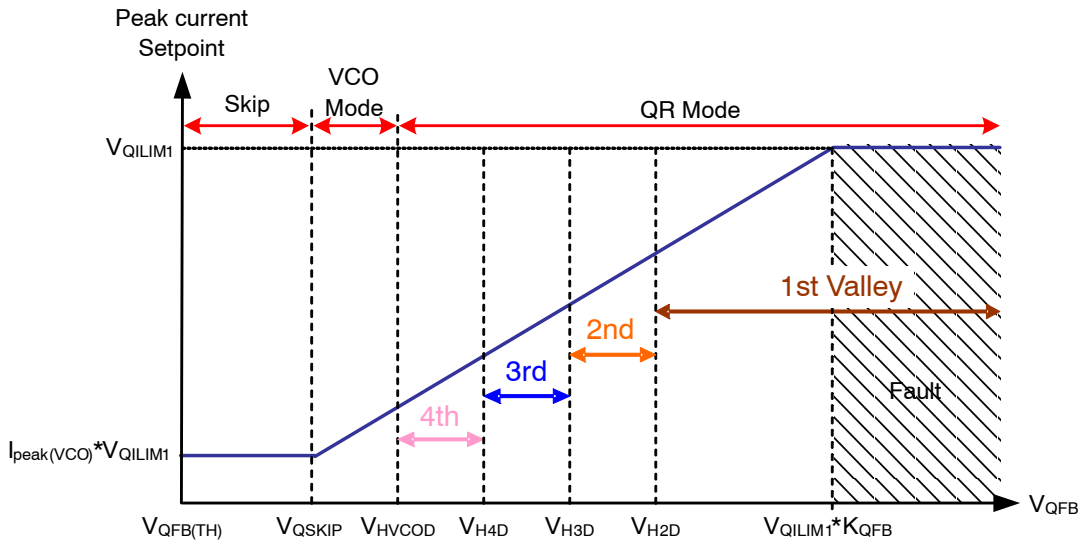 Peak current
Setpoint
VCO
Mode
Skip
QR Mode
VQILIM1
1st Valley
2nd
3rd
4th
Fault
Ipeak(VCO)*VQILIM1
VQFB
VQFB(TH)
VQSKIP
VHVCOD
VH4D
VH3D
VH2D
VQILIM1*KQFB